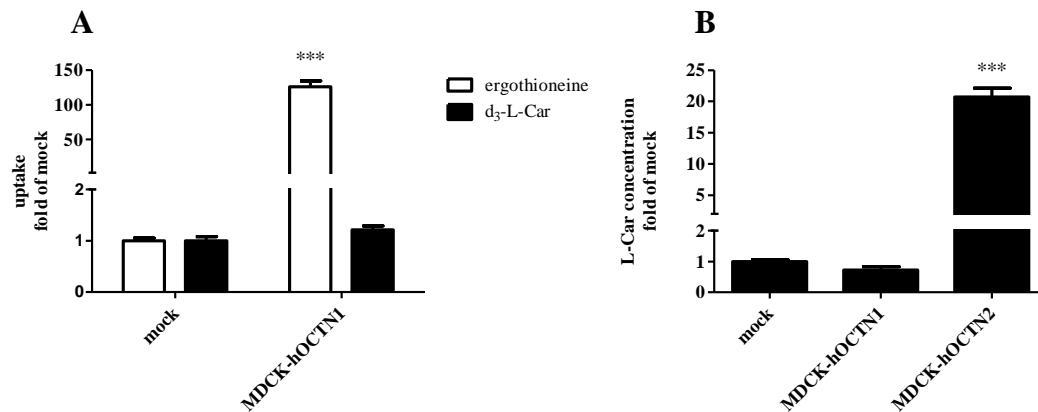 A
***
150
100
50
2
1
0
uptake
fold of mock
mock
MDCK-hOCTN1
ergothioneine
d₃-L-Car
B
***
25
20
15
10
5
2
1
0
L-Car concentration
fold of mock
mock
MDCK-hOCTN1
MDCK-hOCTN2